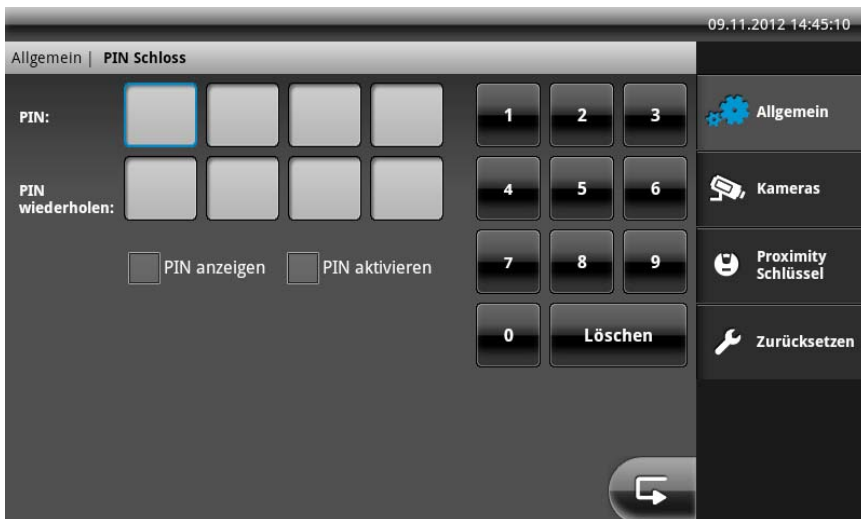 09.11.2012 14:45:10
Allgemein | PIN Schloss
PIN:
1 2 3
Allgemein
PIN
wiederholen:
4 5 6
Kameras
PIN anzeigen PIN aktivieren
7 8 9
Proximity
Schlüssel
0 Löschen
Zurücksetzen